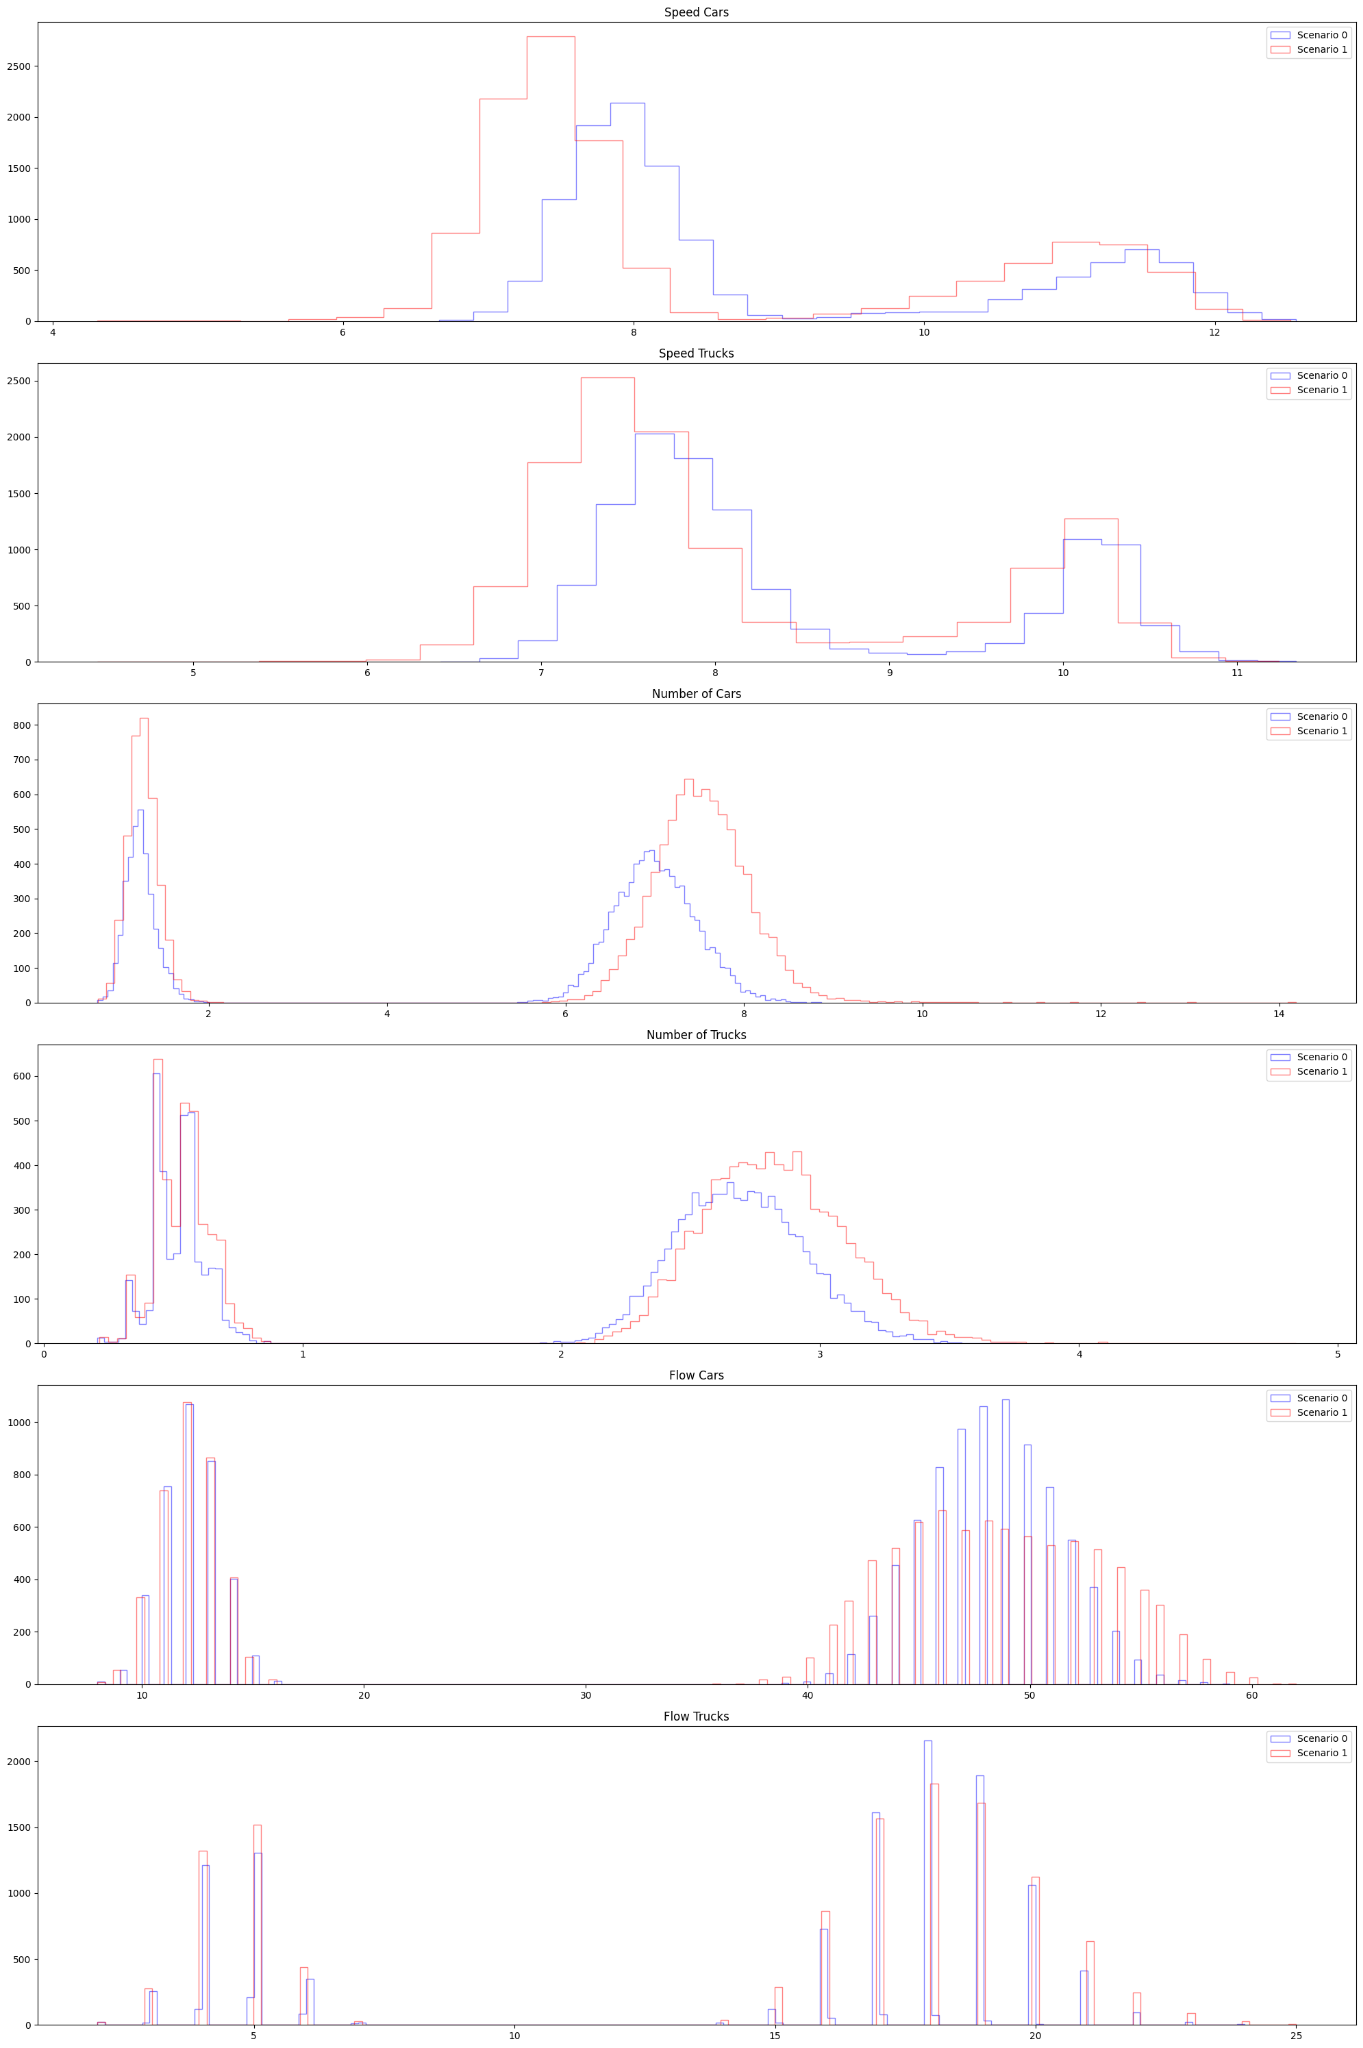 Speed Cars
Scenario 0
Scenario 1
2500
2000
1500
1000
500
0
4 6 8 10 12
Speed Trucks
Scenario 0
Scenario 1
2500
2000
1500
1000
500
0
5 6 7 8 9 10 11
Number of Cars
Scenario 0
Scenario 1
800
700
600
500
400
300
200
100
0
2 4 6 8 10 12 14
Number of Trucks
Scenario 0
Scenario 1
600
500
400
300
200
100
0
0 1 2 3 4 5
Flow Cars
Scenario 0
Scenario 1
1000
800
600
400
200
0
10 20 30 40 50 60
Flow Trucks
Scenario 0
Scenario 1
2000
1500
1000
500
0
5 10 15 20 25